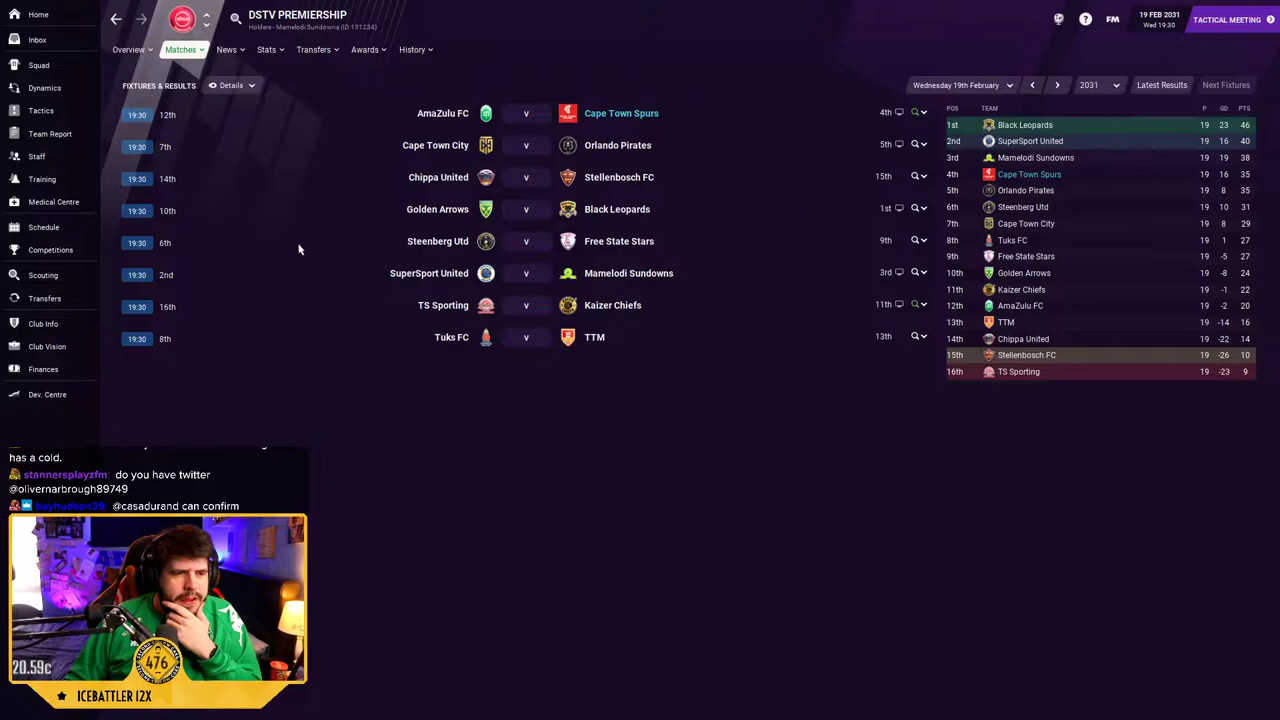 Home
Inbox
Squad
Dynamics
Tactics
Team Report
Staff
Training
Medical Centre
Schedule
Competitions
Scouting
Transfers
Club Info
Club Vision
Finances
Dev. Centre
DSTV PREMIERSHIP
Holders - Mamelodi Sundowns (ID:131234)
19 FEB 2031
Wed 19:30
FM
TACTICAL MEETING
Overview
Matches
News
Stats
Transfers
Awards
History
FIXTURES & RESULTS
Details
Wednesday 19th February
2031
Latest Results
Next Fixtures
19:30 12th AmaZulu FC v Cape Town Spurs 4th
19:30 7th Cape Town City v Orlando Pirates 5th
19:30 14th Chippa United v Stellenbosch FC 15th
19:30 10th Golden Arrows v Black Leopards 1st
19:30 6th Steenberg Utd v Free State Stars 9th
19:30 2nd SuperSport United v Mamelodi Sundowns 3rd
19:30 16th TS Sporting v Kaizer Chiefs 11th
19:30 8th Tuks FC v TTM 13th
POS TEAM P GD PTS
1st Black Leopards 19 23 46
2nd SuperSport United 19 16 40
3rd Mamelodi Sundowns 19 19 38
4th Cape Town Spurs 19 16 35
5th Orlando Pirates 19 8 35
6th Steenberg Utd 19 10 31
7th Cape Town City 19 8 29
8th Tuks FC 19 1 27
9th Free State Stars 19 -5 27
10th Golden Arrows 19 -8 24
11th Kaizer Chiefs 19 -1 22
12th AmaZulu FC 19 -2 20
13th TTM 19 -14 16
14th Chippa United 19 -22 14
15th Stellenbosch FC 19 -26 10
16th TS Sporting 19 -23 9
has a cold.
stannersplayzfm: do you have twitter
@olivernarbrough89749
bayhudson39: @casadurand can confirm
20.59c
476
ICEBATTLER 12X